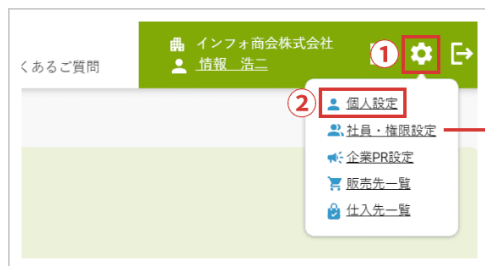 インフォ商会株式会社
くあるご質問
情報 浩二
①
② 個人設定
社員・権限設定
企業PR設定
販売先一覧
仕入先一覧